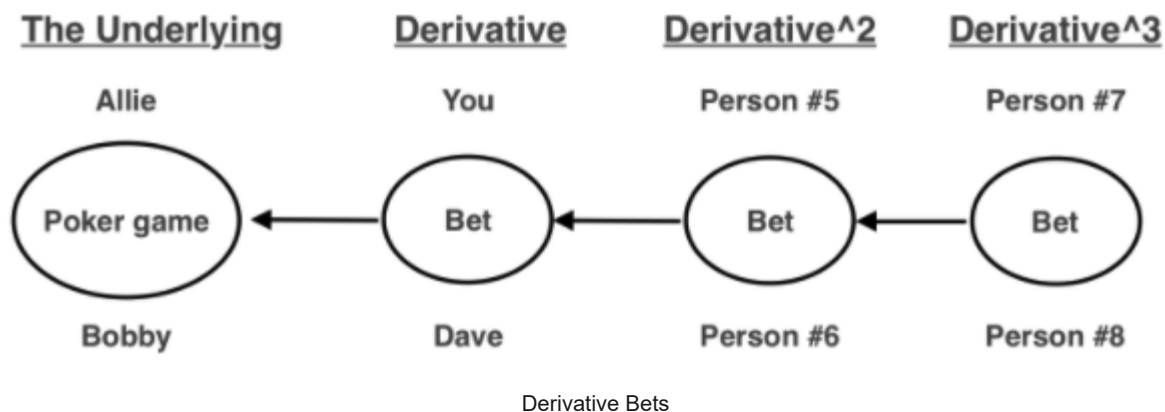 The Underlying Derivative Derivative^2 Derivative^3
Allie You Person #5 Person #7
Poker game Bet Bet Bet
Bobby Dave Person #6 Person #8
Derivative Bets